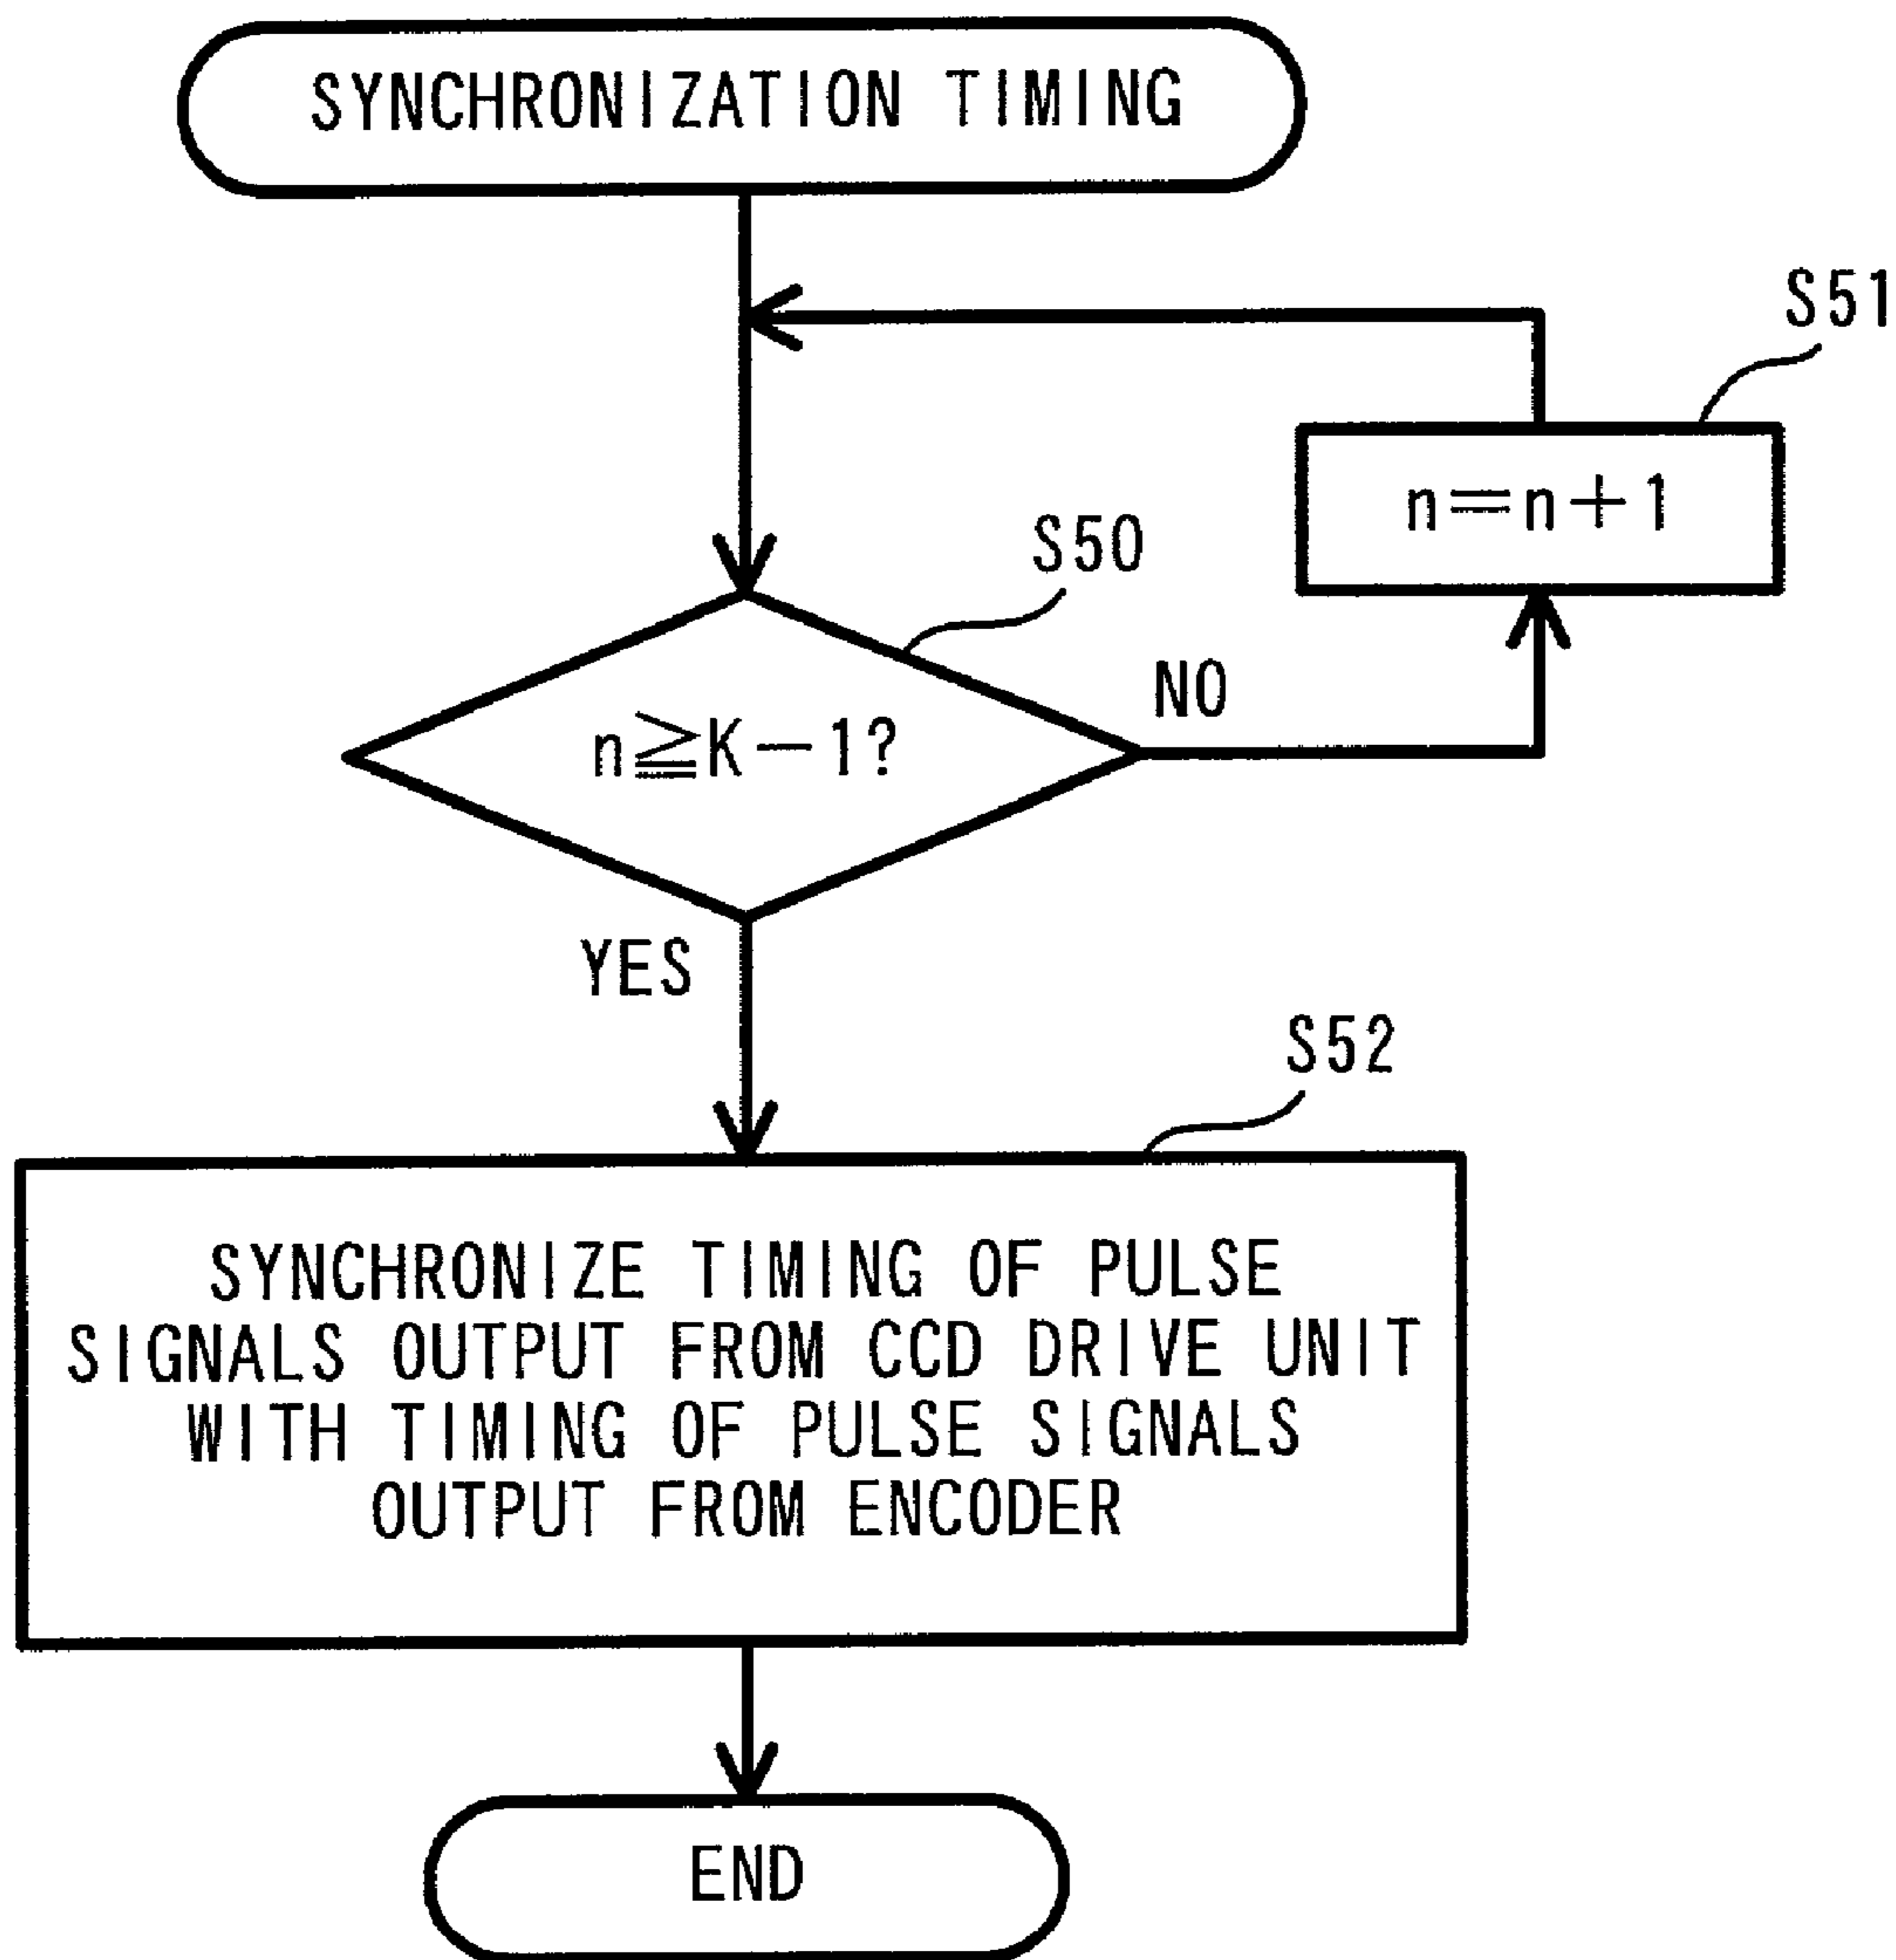 SYNCHRONIZATION TIMING
S51
n=n+1
S50
NO
n≧K-1?
YES
S52
SYNCHRONIZE TIMING OF PULSE
SIGNALS OUTPUT FROM CCD DRIVE UNIT
WITH TIMING OF PULSE SIGNALS
OUTPUT FROM ENCODER
END